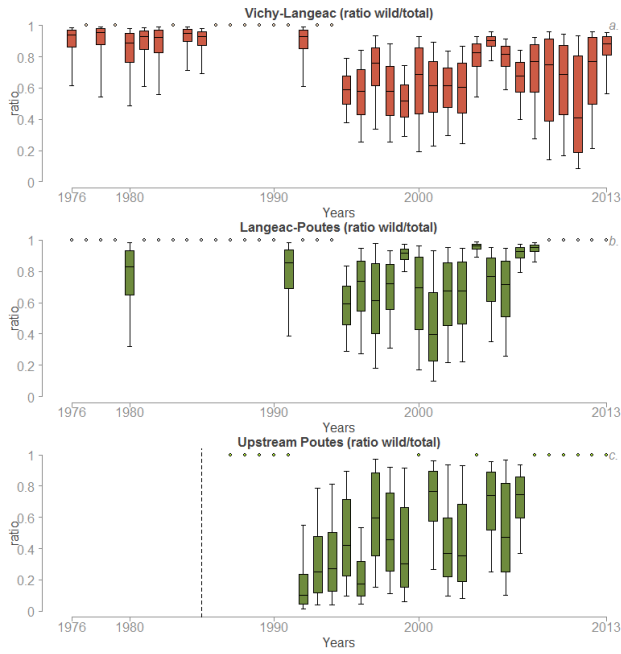 Vichy-Langeac (ratio wild/total)
a.
ratio
1
0.8
0.6
0.4
0.2
0
1976 1980 1990 2000 2013
Years
Langeac-Poutes (ratio wild/total)
b.
ratio
1
0.8
0.6
0.4
0.2
0
1976 1980 1990 2000 2013
Years
Upstream Poutes (ratio wild/total)
c.
ratio
1
0.8
0.6
0.4
0.2
0
1976 1980 1990 2000 2013
Years